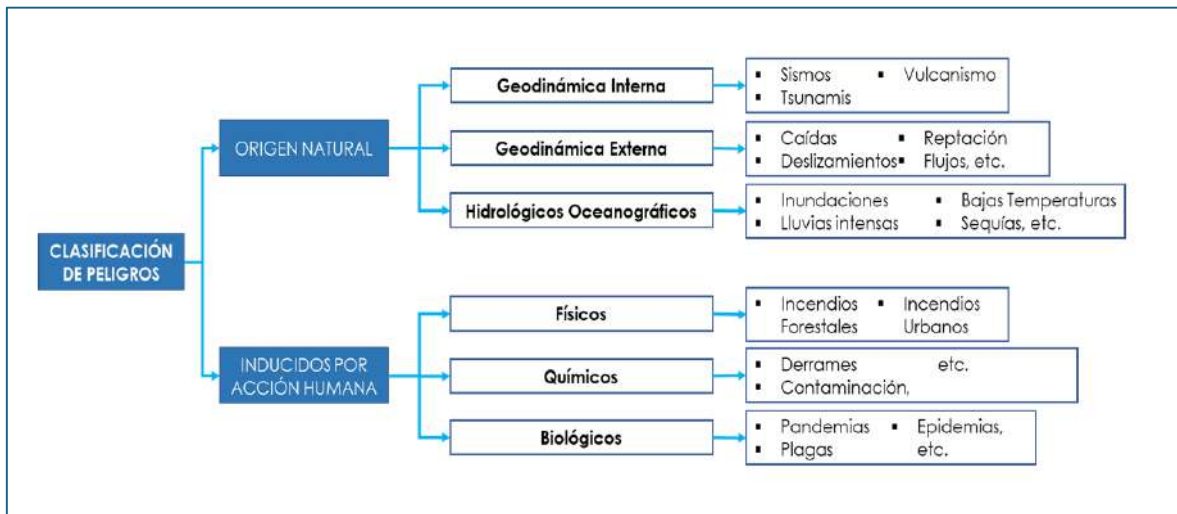 CLASIFICACIÓN
DE PELIGROS
ORIGEN NATURAL
Geodinámica Interna
▪ Sismos ▪ Vulcanismo
▪ Tsunamis
Geodinámica Externa
▪ Caídas ▪ Reptación
▪ Deslizamientos ▪ Flujos, etc.
Hidrológicos Oceanográficos
▪ Inundaciones ▪ Bajas Temperaturas
▪ Lluvias intensas ▪ Sequías, etc.
INDUCIDOS POR
ACCIÓN HUMANA
Físicos
▪ Incendios ▪ Incendios
Forestales Urbanos
Químicos
▪ Derrames etc.
▪ Contaminación,
Biológicos
▪ Pandemias ▪ Epidemias,
▪ Plagas etc.